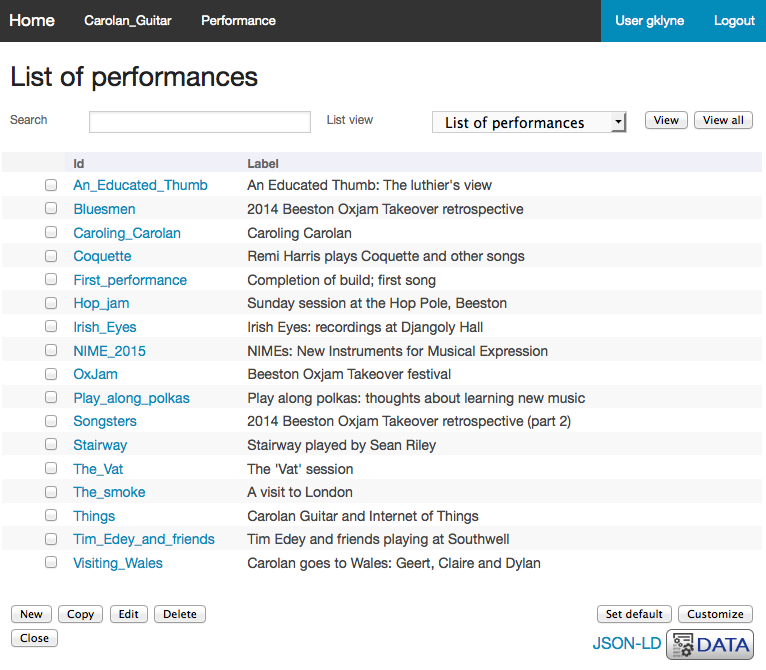 Home Carolan_Guitar Performance User gklyne Logout
List of performances
Search List view List of performances View View all
Id Label
An_Educated_Thumb An Educated Thumb: The luthier's view
Bluesmen 2014 Beeston Oxjam Takeover retrospective
Caroling_Carolan Caroling Carolan
Coquette Remi Harris plays Coquette and other songs
First_performance Completion of build; first song
Hop_jam Sunday session at the Hop Pole, Beeston
Irish_Eyes Irish Eyes: recordings at Djangoly Hall
NIME_2015 NIMEs: New Instruments for Musical Expression
OxJam Beeston Oxjam Takeover festival
Play_along_polkas Play along polkas: thoughts about learning new music
Songsters 2014 Beeston Oxjam Takeover retrospective (part 2)
Stairway Stairway played by Sean Riley
The_Vat The 'Vat' session
The_smoke A visit to London
Things Carolan Guitar and Internet of Things
Tim_Edey_and_friends Tim Edey and friends playing at Southwell
Visiting_Wales Carolan goes to Wales: Geert, Claire and Dylan
New Copy Edit Delete Set default Customize
Close JSON-LD DATA